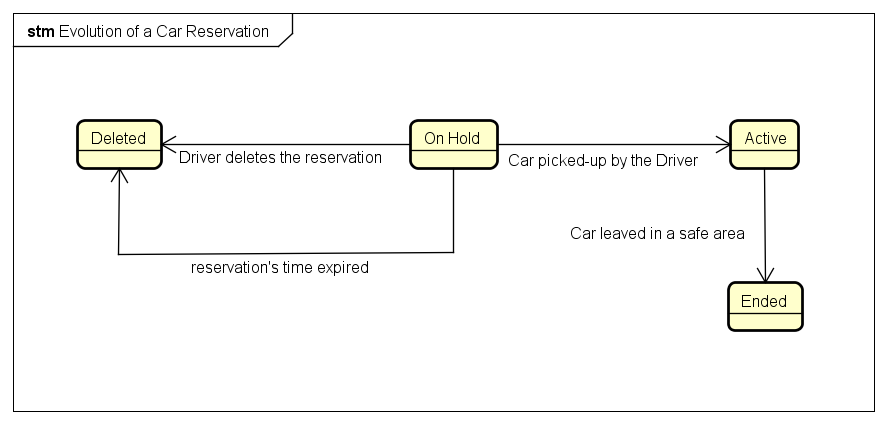 stm Evolution of a Car Reservation
Deleted
On Hold
Active
Driver deletes the reservation
Car picked-up by the Driver
Car leaved in a safe area
reservation's time expired
Ended